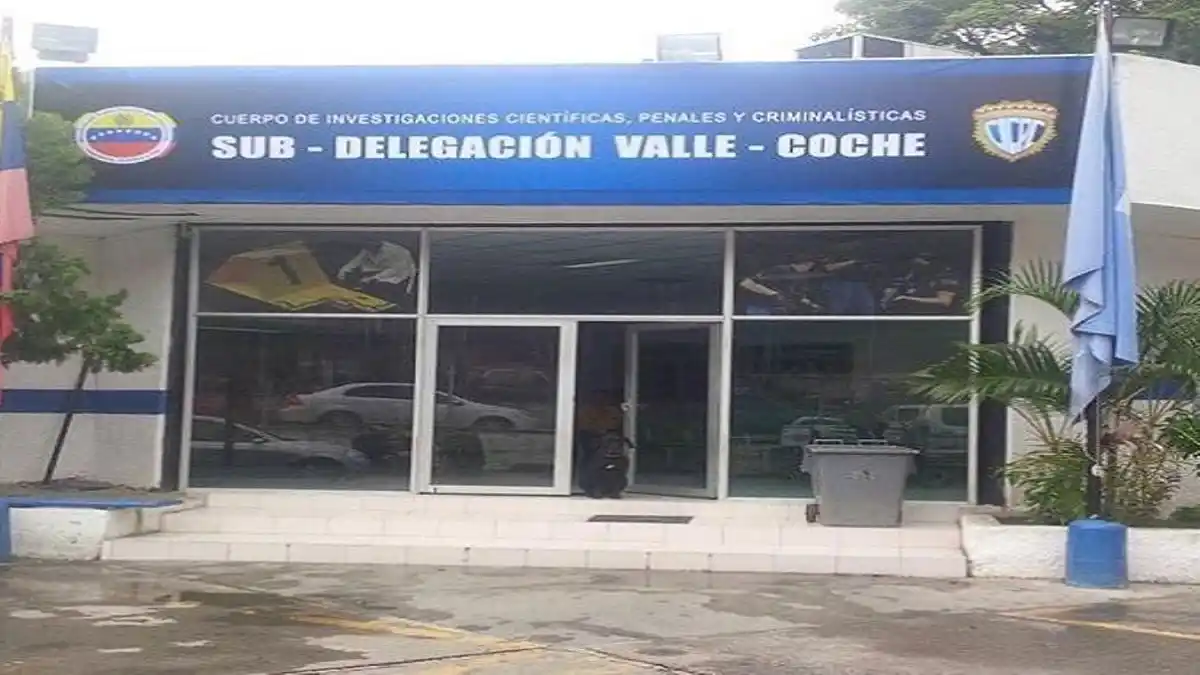 CUERPO DE INVESTIGACIONES CIENTÍFICAS, PENALES Y CRIMINALÍSTICAS
SUB - DELEGACIÓN VALLE - COCHE